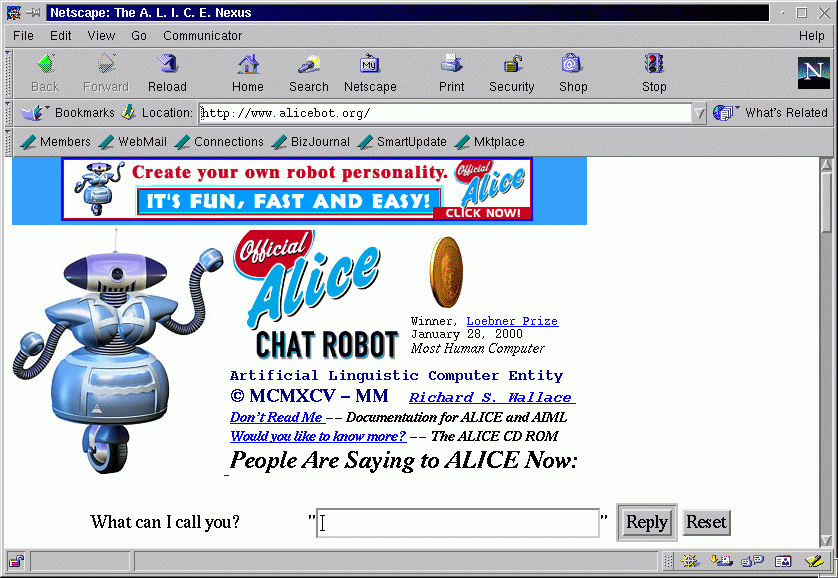 Netscape: The A. L. I. C. E. Nexus
File Edit View Go Communicator Help
Back Forward Reload Home Search Netscape Print Security Shop Stop
My
N
Bookmarks Location: http://www.alicebot.org/ What's Related
Members WebMail Connections BizJournal SmartUpdate Mktplace
Create your own robot personality.
IT'S FUN, FAST AND EASY!
Official
Alice
CLICK NOW!
Official
Alice
CHAT ROBOT
Winner, Loebner Prize
January 28, 2000
Most Human Computer
Artificial Linguistic Computer Entity
© MCMXCV – MM Richard S. Wallace
Don't Read Me -- Documentation for ALICE and AIML
Would you like to know more? -- The ALICE CD ROM
People Are Saying to ALICE Now:
What can I call you? " " Reply Reset